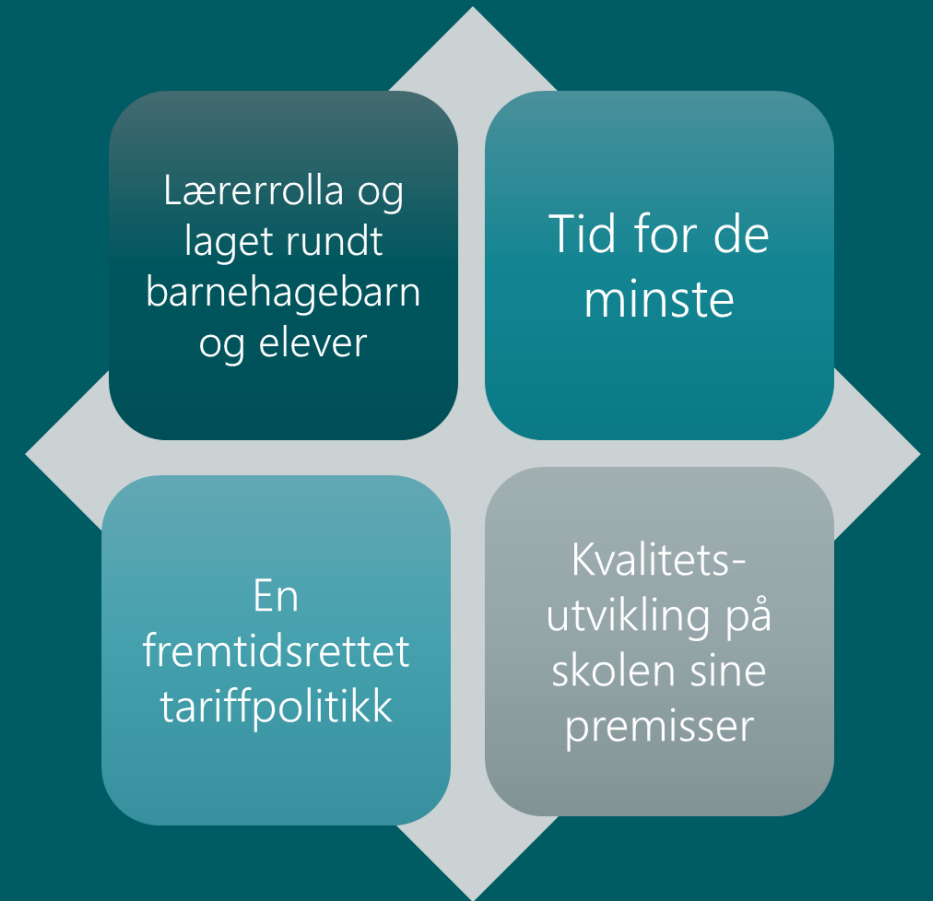 Lærerrolla og
laget rundt
barnehagebarn
og elever
Tid for de
minste
En
fremtidsrettet
tariffpolitikk
Kvalitets-
utvikling på
skolen sine
premisser